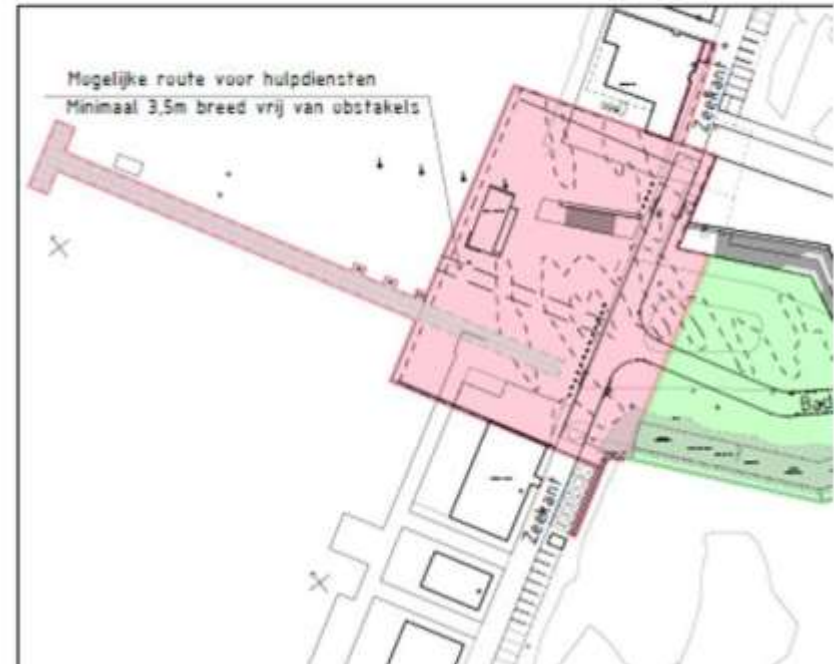 Mogelijke route voor hulpdiensten
Minimaal 3,5m breed vrij van obstakels
Zeekant
Bad
Zeekant